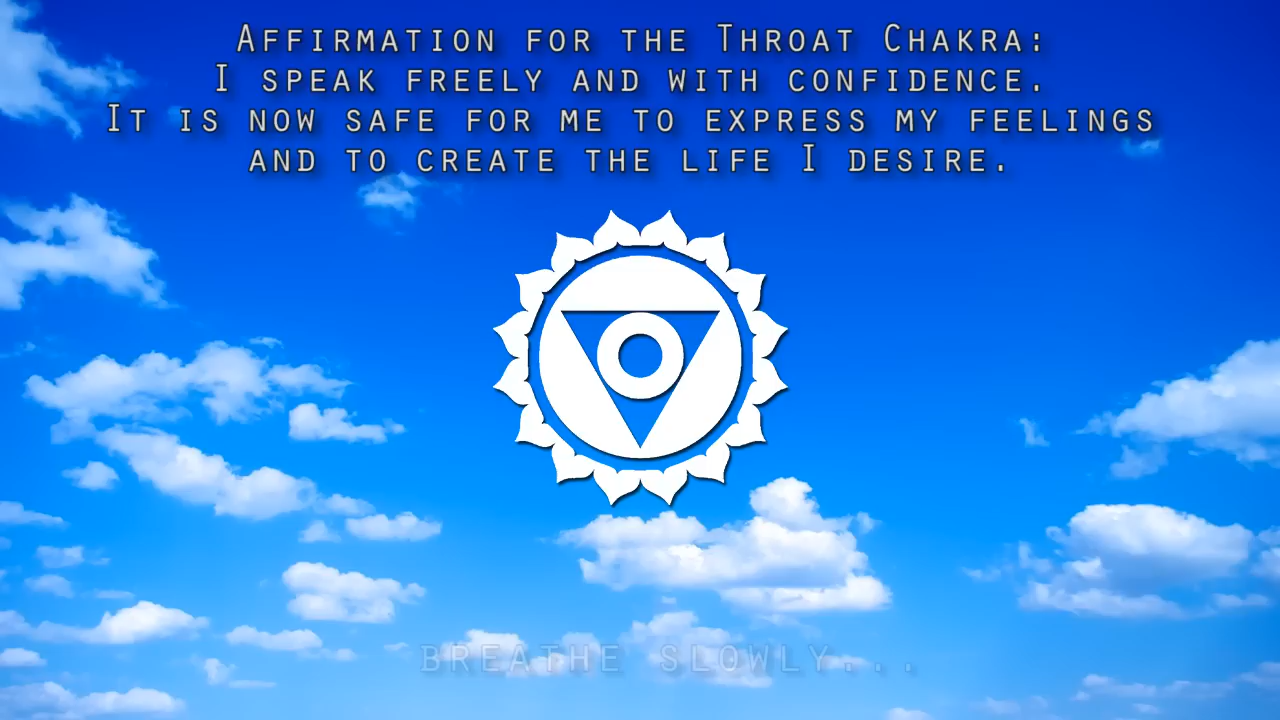 Affirmation for the Throat Chakra:
I speak freely and with confidence.
It is now safe for me to express my feelings
and to create the life I desire.
breathe slowly...